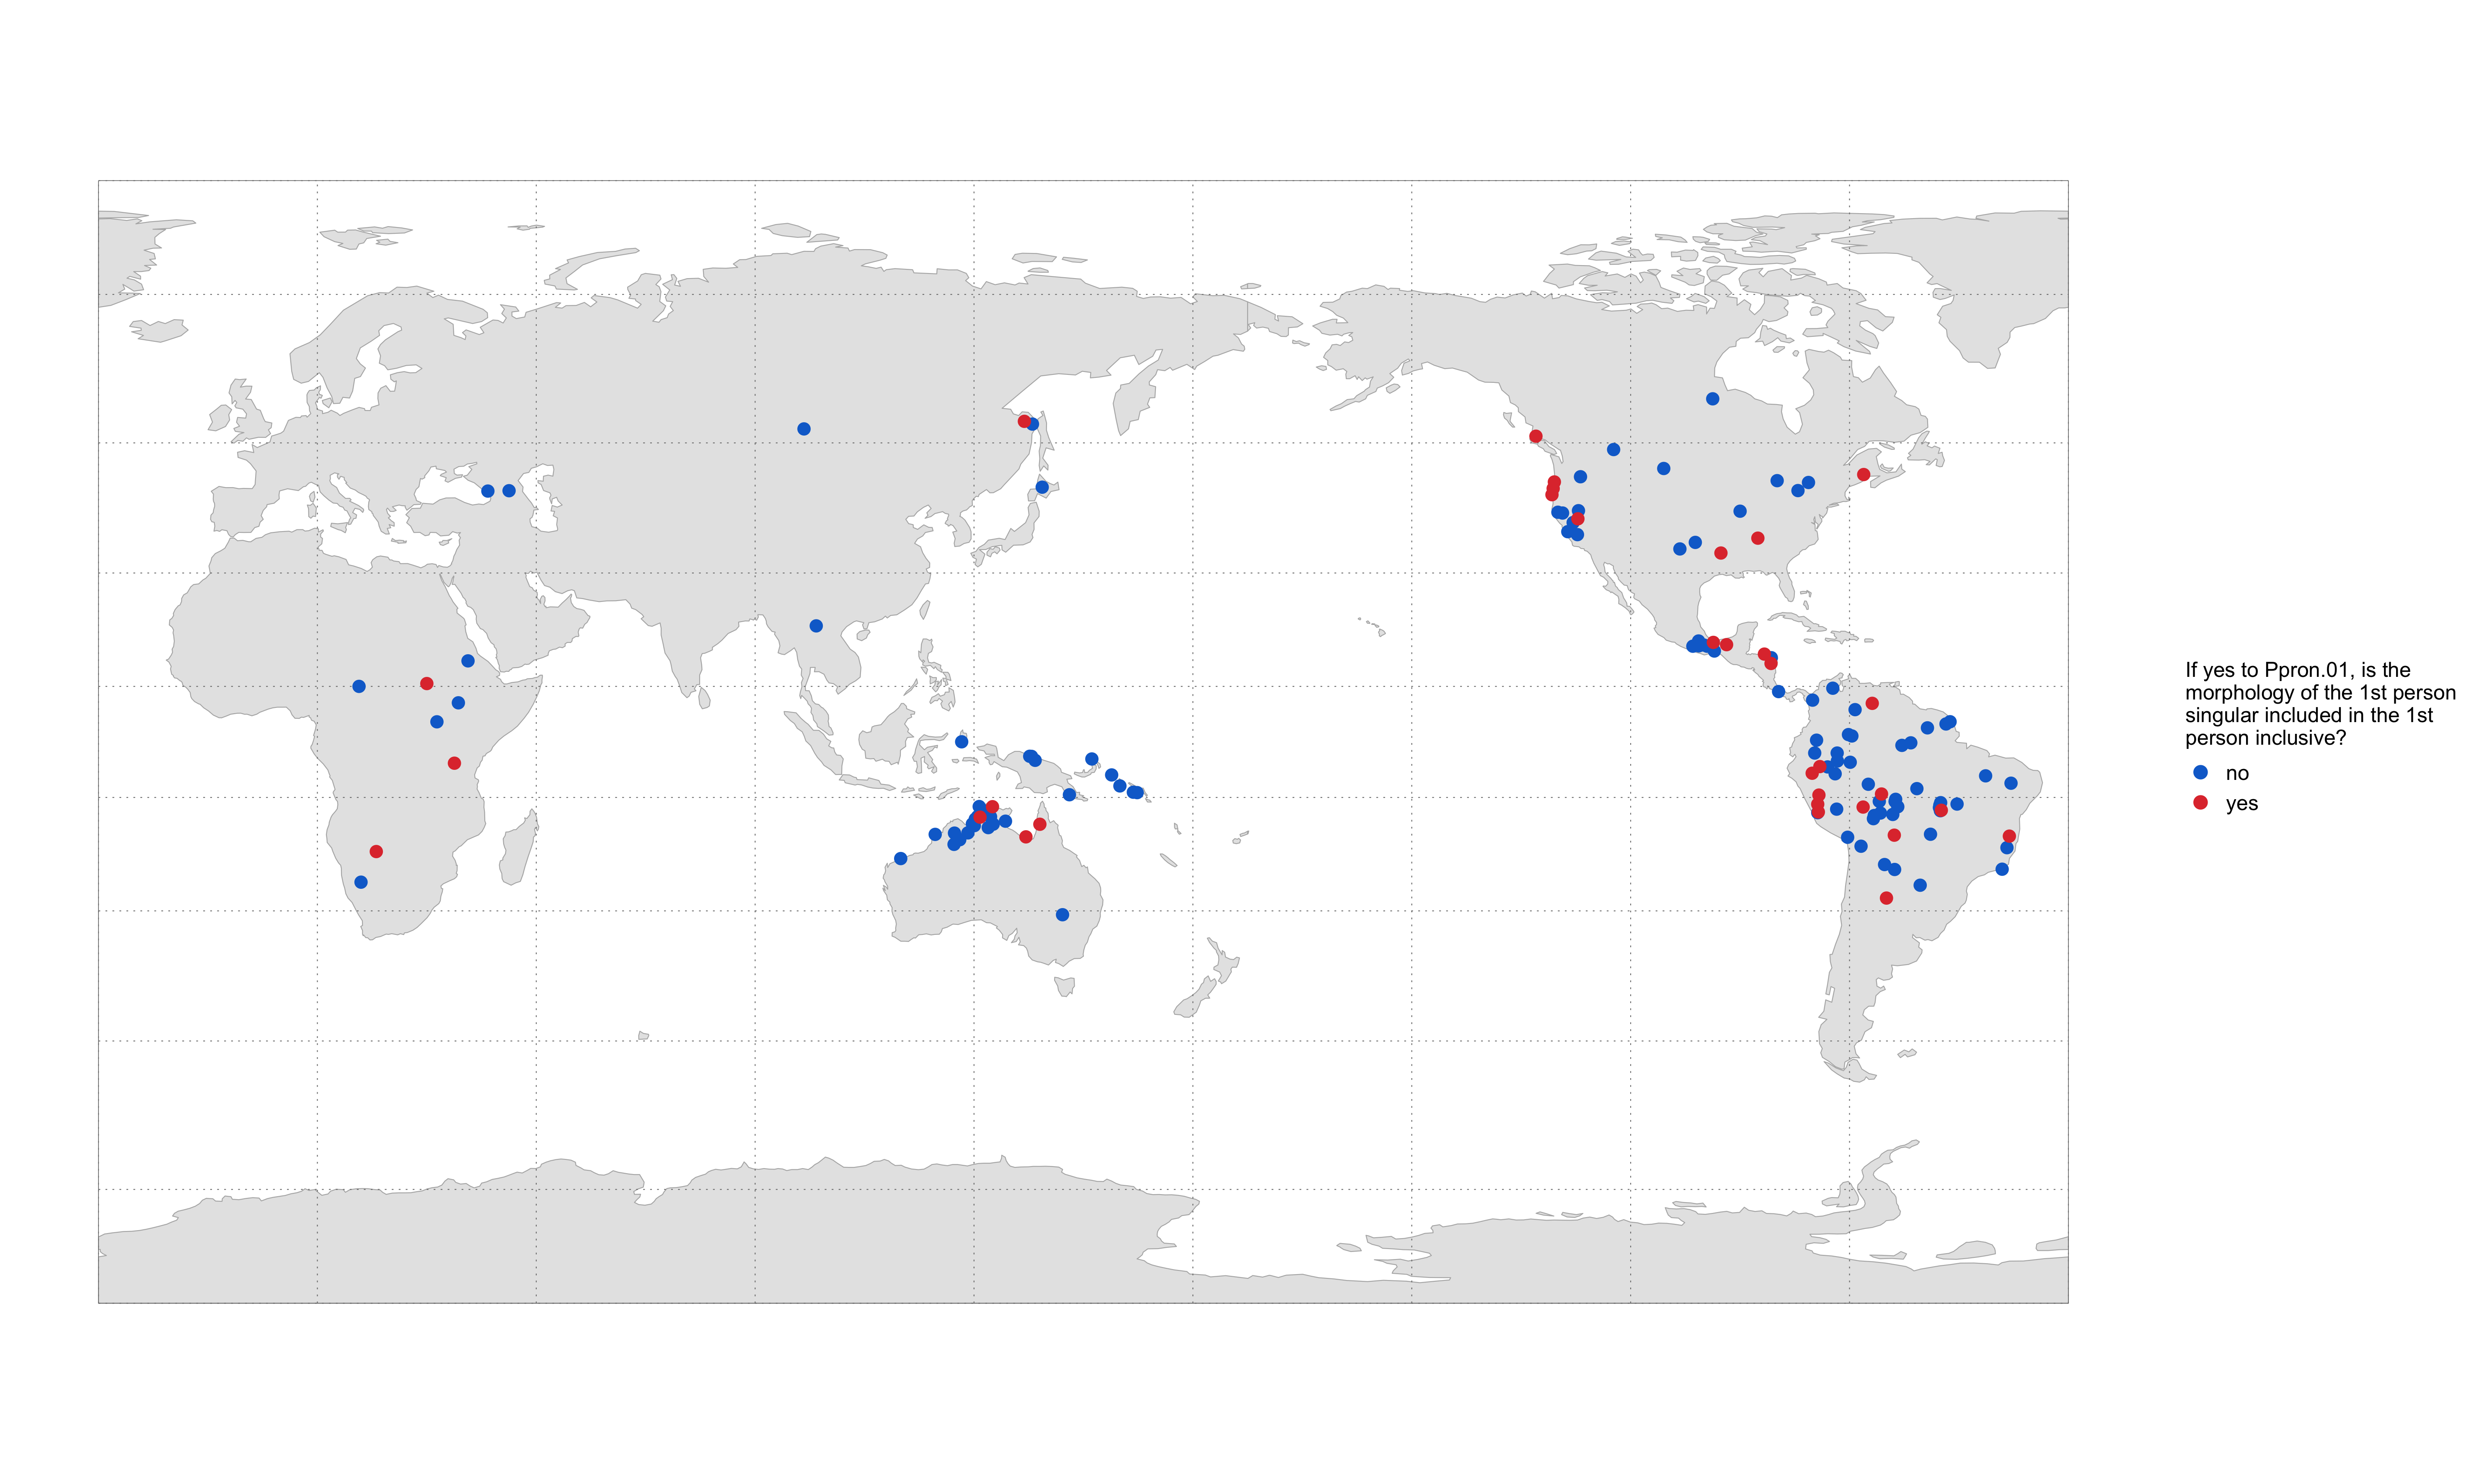 If yes to Ppron.01, is the
morphology of the 1st person
singular included in the 1st
person inclusive?
no
yes